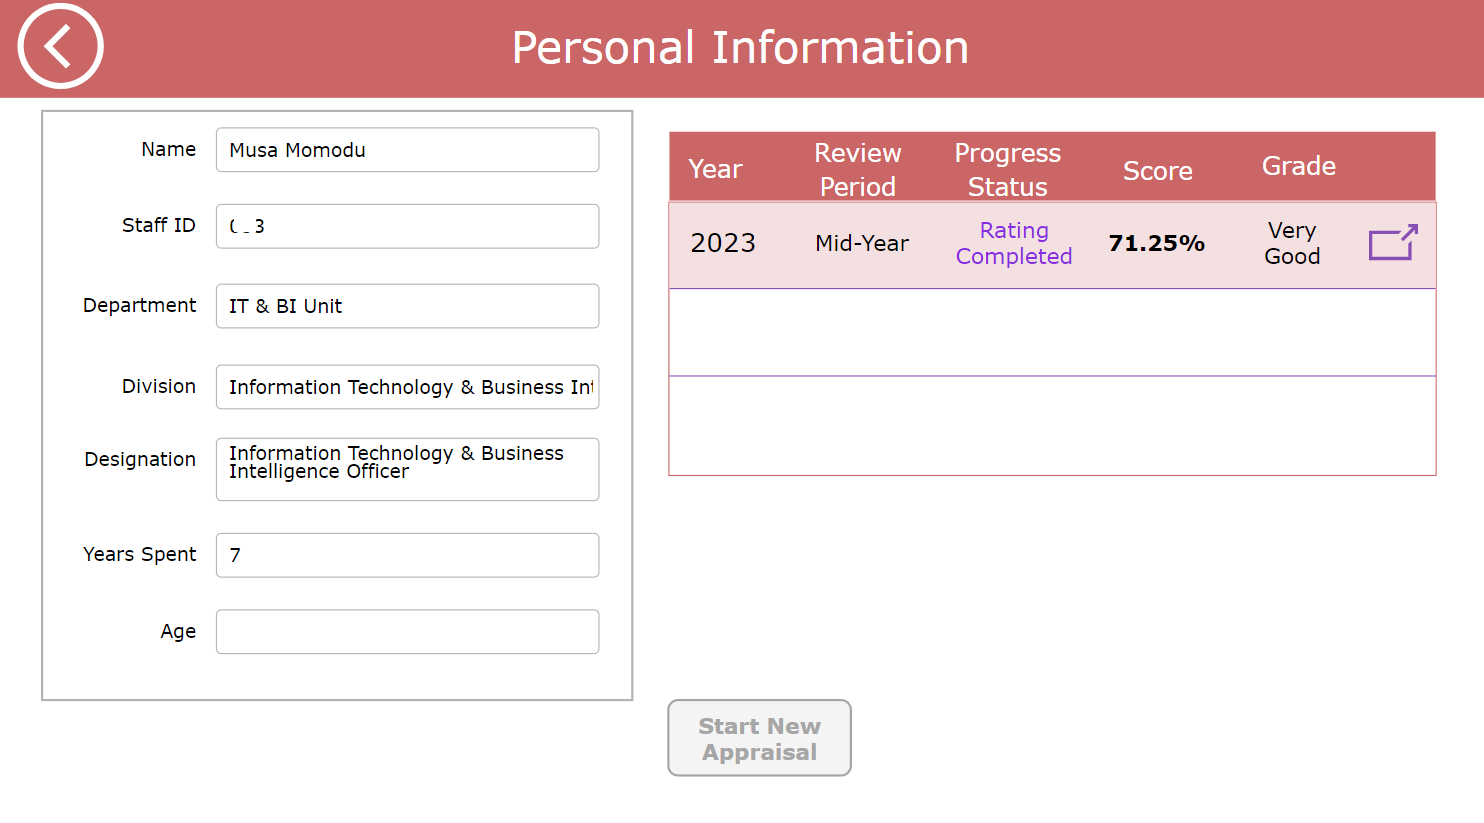 Personal Information
Name
Musa Momodu
Staff ID
3
Department
IT & BI Unit
Division
Information Technology & Business Int
Designation
Information Technology & Business
Intelligence Officer
Years Spent
7
Age
Year
Review
Period
Progress
Status
Score
Grade
2023
Mid-Year
Rating
Completed
71.25%
Very
Good
Start New
Appraisal